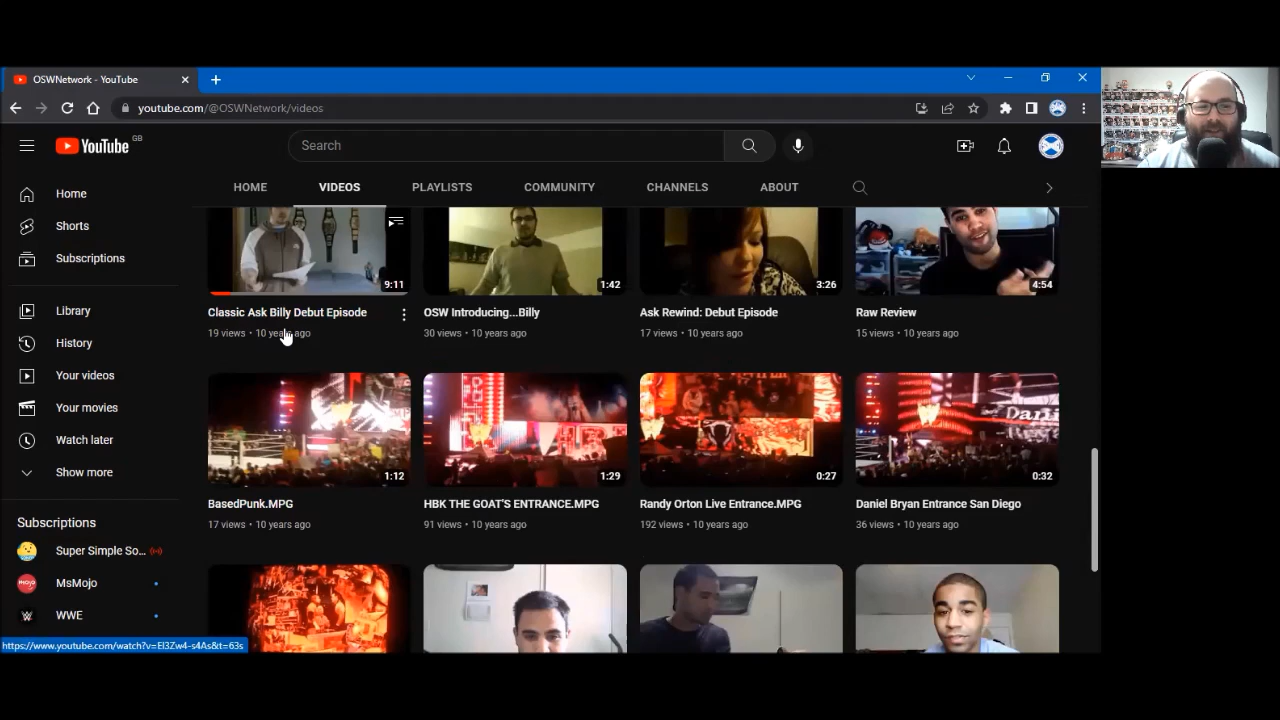 OSWNetwork - YouTube
youtube.com/@OSWNetwork/videos
YouTube GB
Search
HOME VIDEOS PLAYLISTS COMMUNITY CHANNELS ABOUT
Home
Shorts
Subscriptions
Library
History
Your videos
Your movies
Watch later
Show more
Subscriptions
Super Simple So...
MsMojo
WWE
9:11
1:42
3:26
4:54
Classic Ask Billy Debut Episode
19 views • 10 years ago
OSW Introducing...Billy
30 views • 10 years ago
Ask Rewind: Debut Episode
17 views • 10 years ago
Raw Review
15 views • 10 years ago
1:12
1:29
0:27
0:32
BasedPunk.MPG
17 views • 10 years ago
HBK THE GOAT'S ENTRANCE.MPG
91 views • 10 years ago
Randy Orton Live Entrance.MPG
192 views • 10 years ago
Daniel Bryan Entrance San Diego
36 views • 10 years ago
https://www.youtube.com/watch?v=El3Zw4-s4As&t=63s